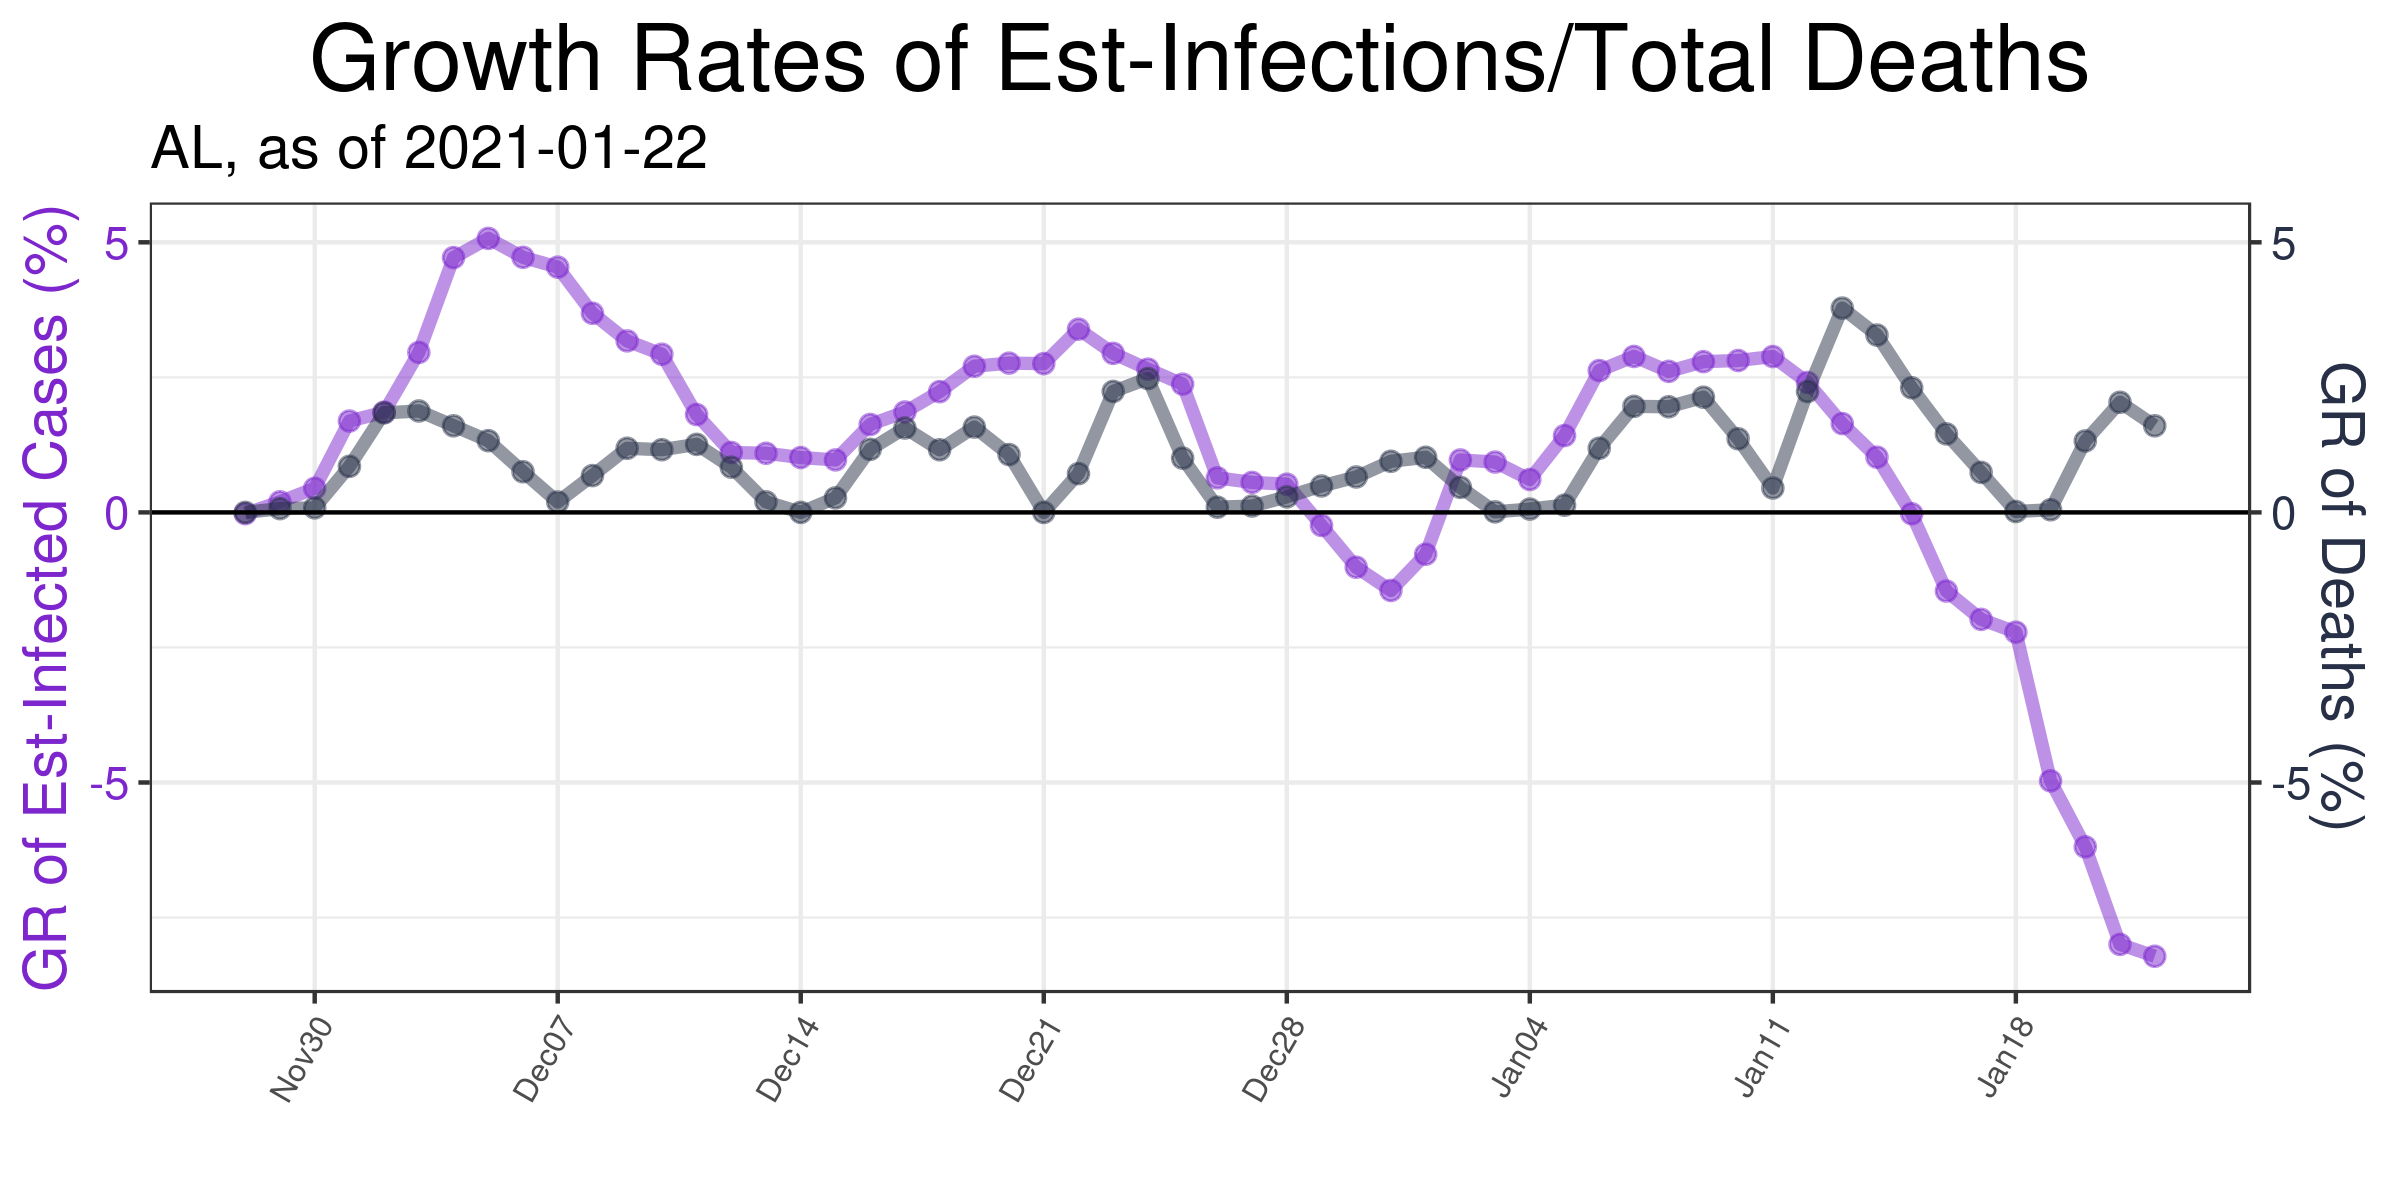 Growth Rates of Est-Infections/Total Deaths
AL, as of 2021-01-22
GR of Est-Infected Cases (%)
5
0
-5
5
0
-5
GR of Deaths (%)
Nov30
Dec07
Dec14
Dec21
Dec28
Jan04
Jan11
Jan18